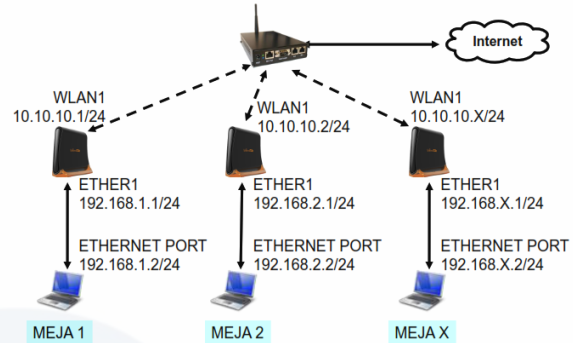 Internet
WLAN1
10.10.10.1/24
WLAN1
10.10.10.2/24
WLAN1
10.10.10.X/24
ETHER1
192.168.1.1/24
ETHER1
192.168.2.1/24
ETHER1
192.168.X.1/24
ETHERNET PORT
192.168.1.2/24
ETHERNET PORT
192.168.2.2/24
ETHERNET PORT
192.168.X.2/24
MEJA 1
MEJA 2
MEJA X